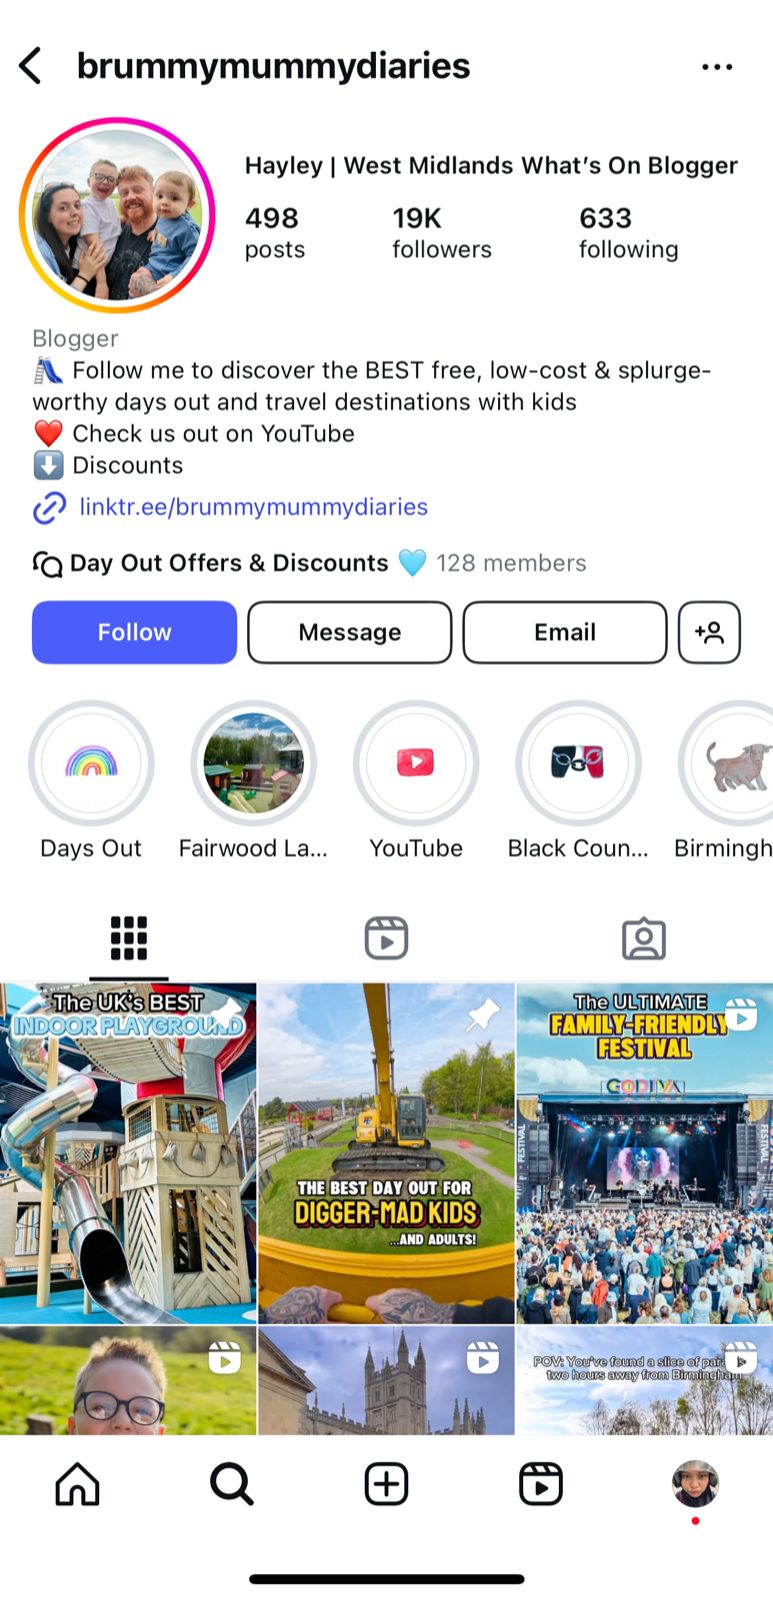 brummymummydiaries
Hayley | West Midlands What's On Blogger
498
19K
633
posts
followers
following
Blogger
Follow me to discover the BEST free, low-cost & splurge-
worthy days out and travel destinations with kids
Check us out on YouTube
Discounts
linktr.ee/brummymummydiaries
Day Out Offers & Discounts 🩵 128 members
Follow
Message
Email
Days Out
Fairwood La...
YouTube
Black Coun...
Birmingh
The UK's BEST
INDOOR PLAYGROUND
THE BEST DAY OUT FOR
DIGGER-MAD KIDS
...AND ADULTS!
The ULTIMATE
FAMILY-FRIENDLY
FESTIVAL
GODIVA
FESTIVAL
POV: You've found a slice of
two hours away from Birmingham